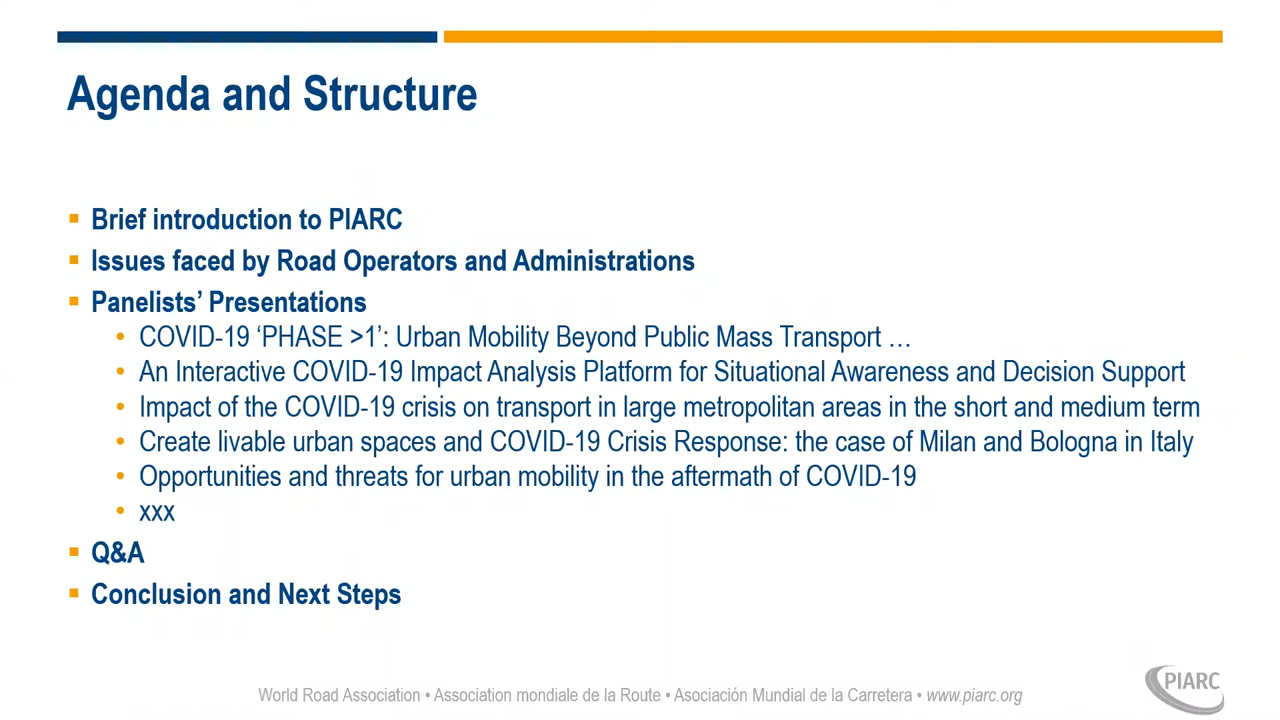 Agenda and Structure
Brief introduction to PIARC
Issues faced by Road Operators and Administrations
Panelists’ Presentations
COVID-19 ‘PHASE >1’: Urban Mobility Beyond Public Mass Transport …
An Interactive COVID-19 Impact Analysis Platform for Situational Awareness and Decision Support
Impact of the COVID-19 crisis on transport in large metropolitan areas in the short and medium term
Create livable urban spaces and COVID-19 Crisis Response: the case of Milan and Bologna in Italy
Opportunities and threats for urban mobility in the aftermath of COVID-19
xxx
Q&A
Conclusion and Next Steps
World Road Association • Association mondiale de la Route • Asociación Mundial de la Carretera • www.piarc.org
PIARC